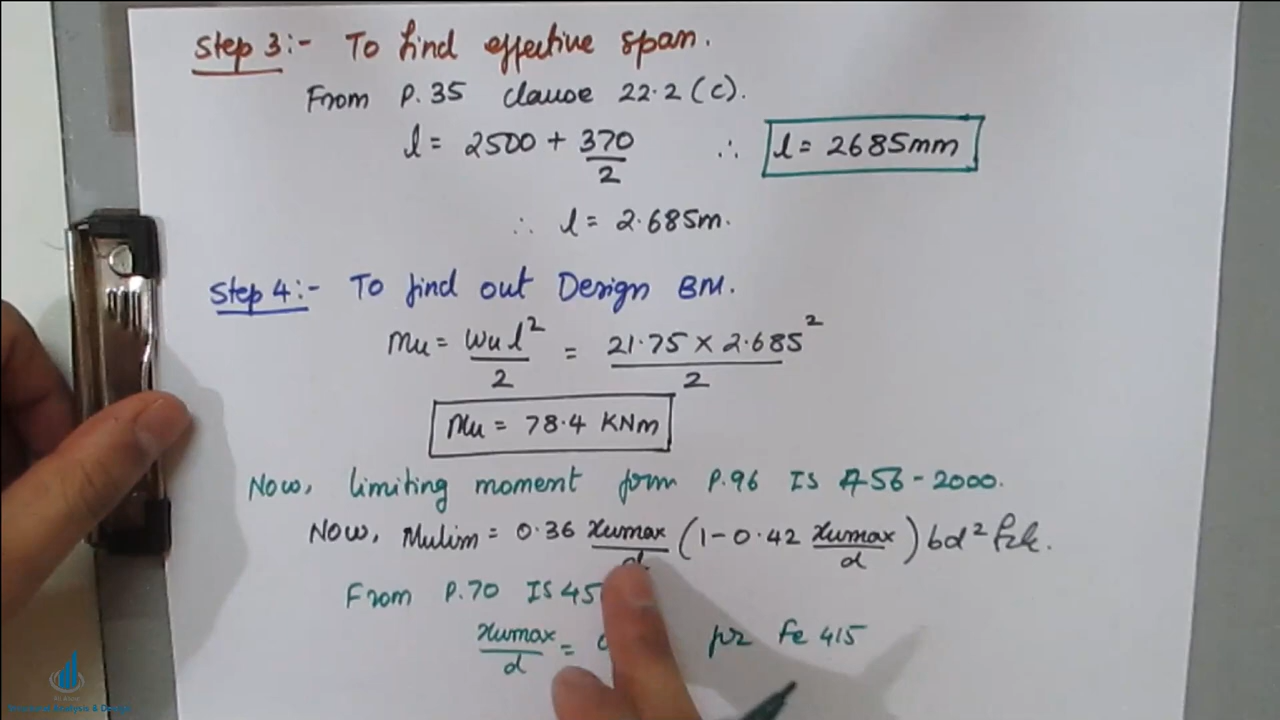 Step 3:- To find effective span.
From P.35 clause 22.2(c).
l = 2500 + 370/2 ∴ l = 2685mm
∴ l = 2.685m.
Step 4:- To find out Design BM.
Mu = wu l²/2 = 21.75 × 2.685²/2
Mu = 78.4 KNm
Now, limiting moment form P.96 IS 456-2000.
Now, Mulim = 0.36 xumax/d (1-0.42 xumax/d) bd² fck.
From P.70 IS 45
xumax/d = for Fe 415